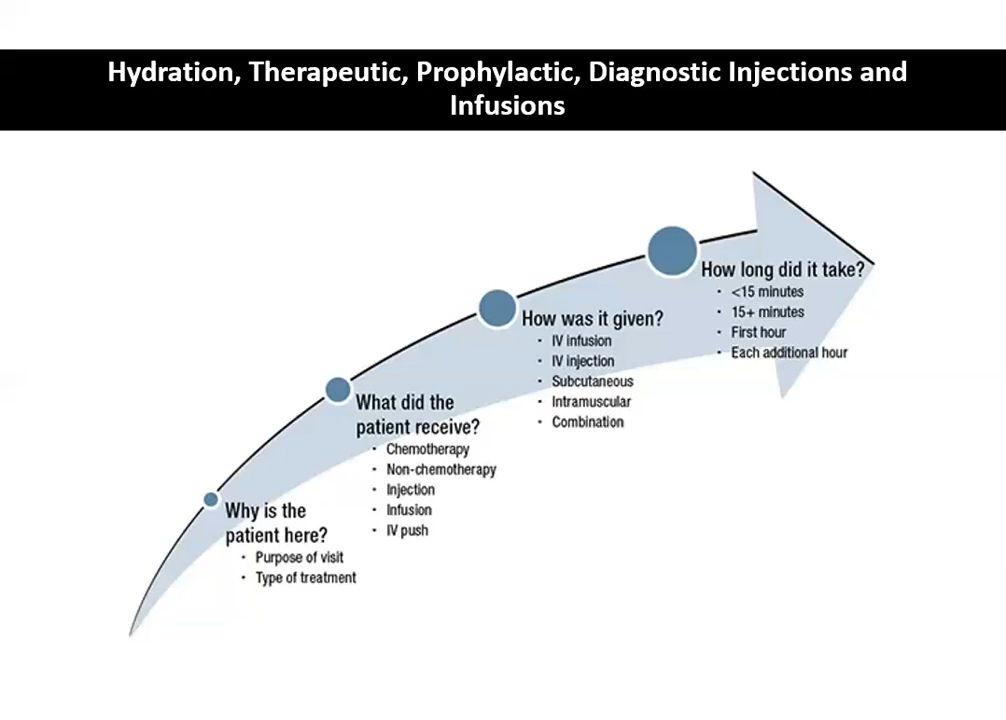 Hydration, Therapeutic, Prophylactic, Diagnostic Injections and
Infusions
Why is the
patient here?
• Purpose of visit
• Type of treatment
What did the
patient receive?
• Chemotherapy
• Non-chemotherapy
• Injection
• Infusion
• IV push
How was it given?
• IV infusion
• IV injection
• Subcutaneous
• Intramuscular
• Combination
How long did it take?
• <15 minutes
• 15+ minutes
• First hour
• Each additional hour